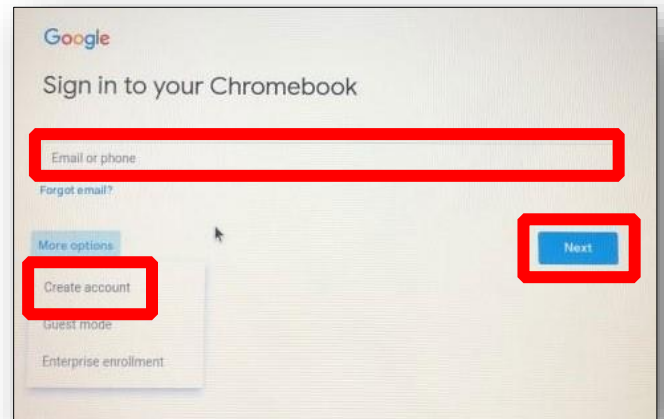 Google
Sign in to your Chromebook
Email or phone
Forgot email?
More options
Next
Create account
Guest mode
Enterprise enrollment